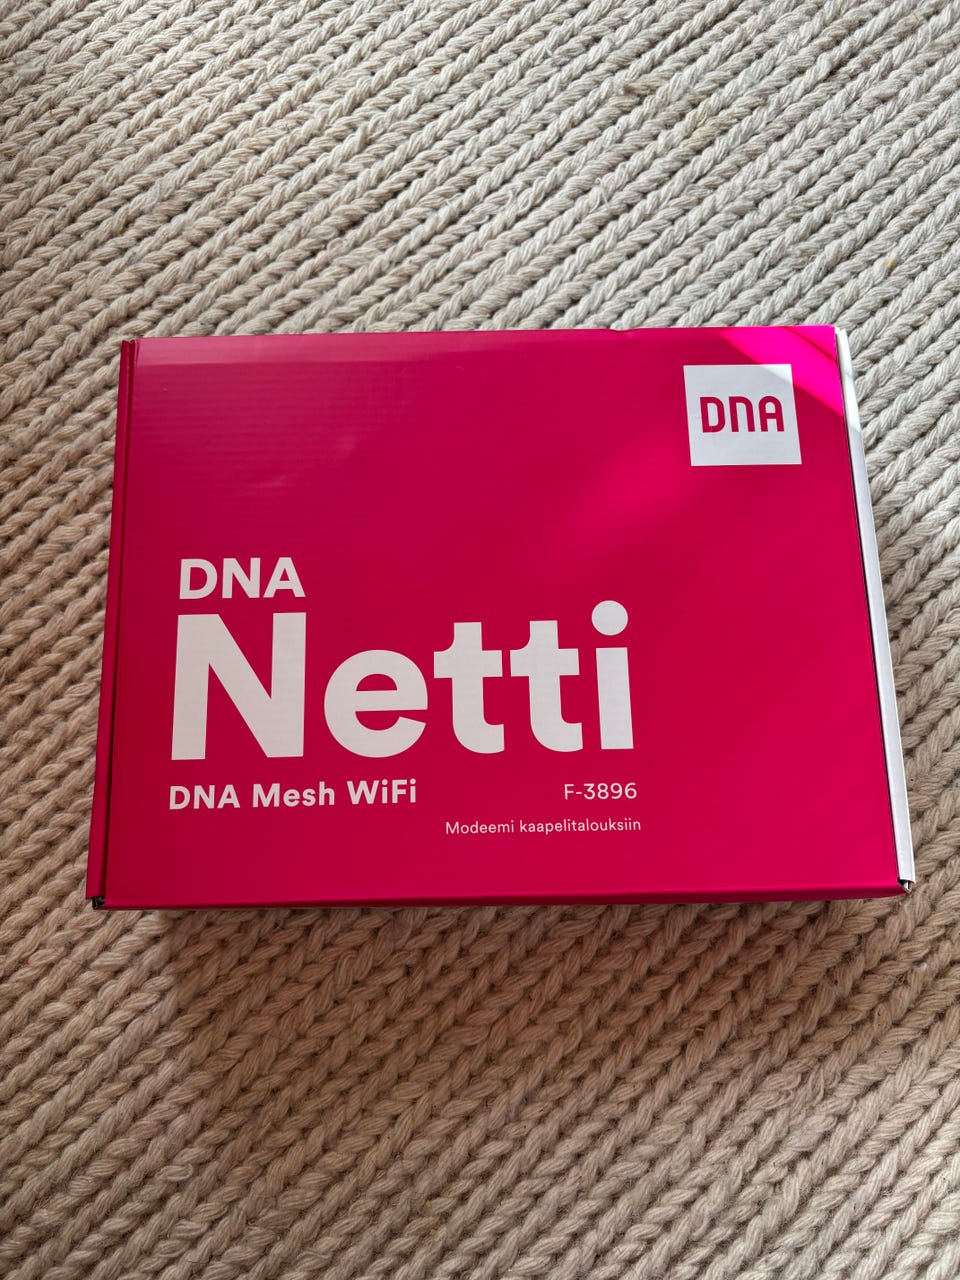 DNA
DNA
Netti
DNA Mesh WiFi
F-3896
Modeemi kaapelitalouksiin